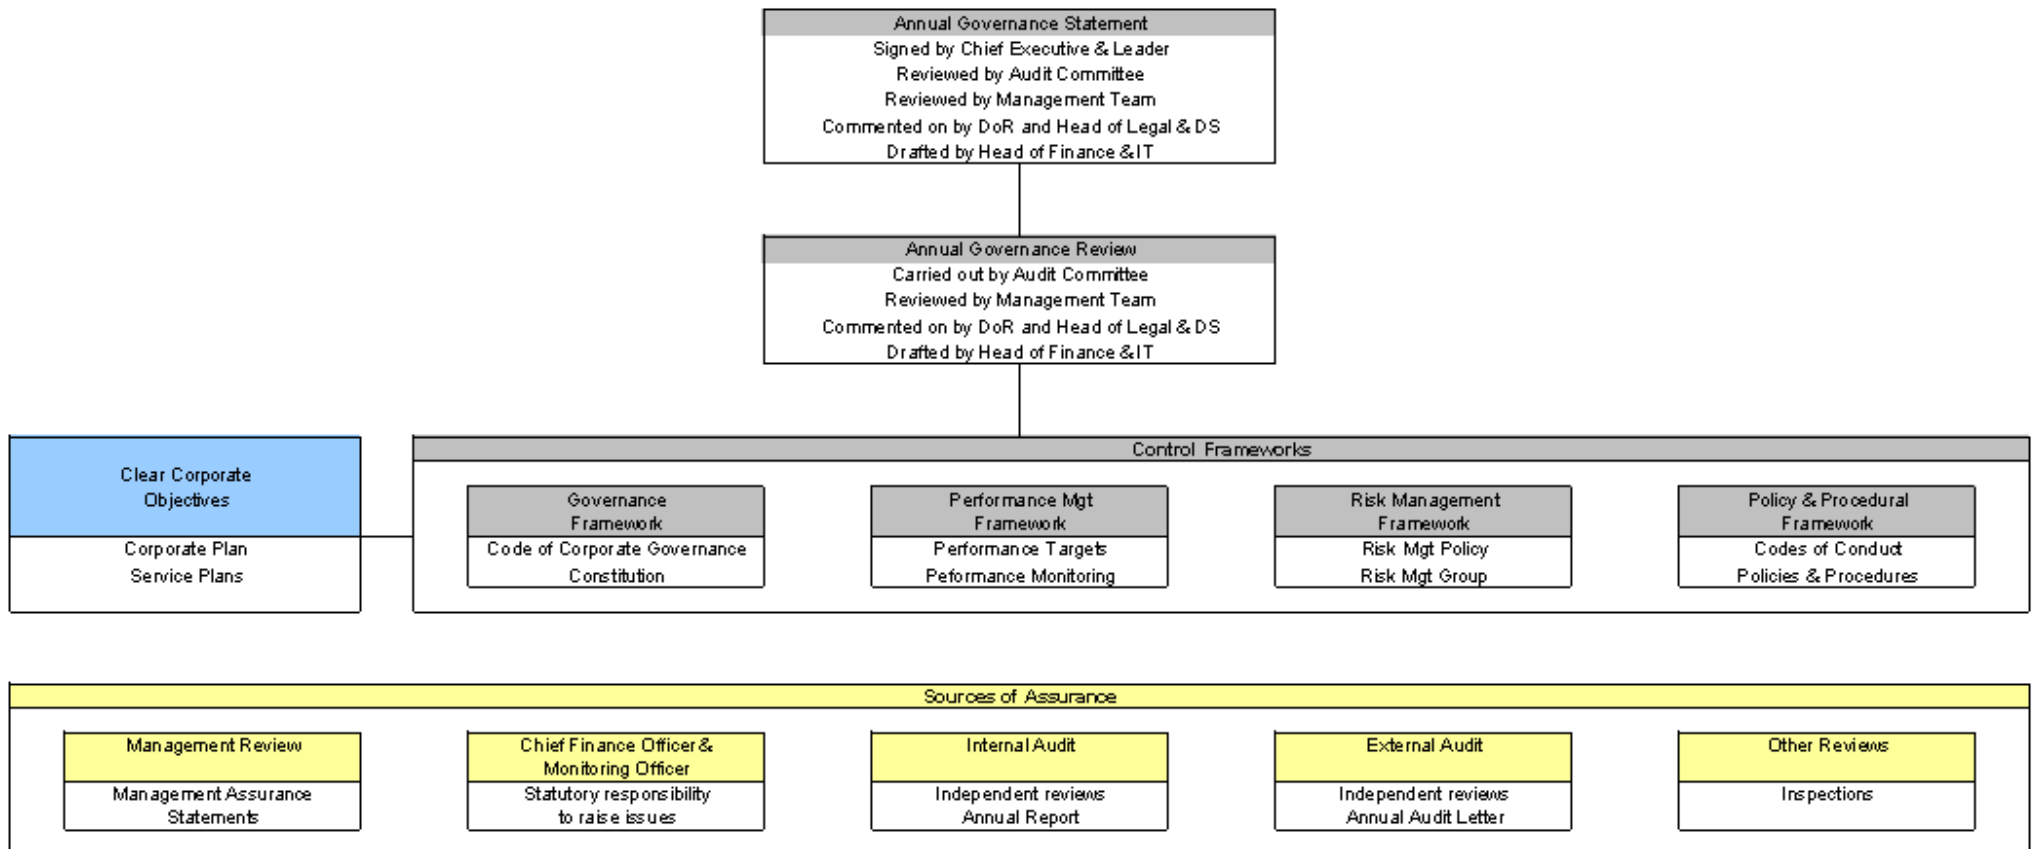 Annual Governance Statement
Signed by Chief Executive & Leader
Reviewed by Audit Committee
Reviewed by Management Team
Commented on by DoR and Head of Legal & DS
Drafted by Head of Finance & IT
Annual Governance Review
Carried out by Audit Committee
Reviewed by Management Team
Commented on by DoR and Head of Legal & DS
Drafted by Head of Finance & IT
Clear Corporate
Objectives
Corporate Plan
Service Plans
Control Frameworks
Governance
Framework
Code of Corporate Governance
Constitution
Performance Mgt
Framework
Performance Targets
Peformance Monitoring
Risk Management
Framework
Risk Mgt Policy
Risk Mgt Group
Policy & Procedural
Framework
Codes of Conduct
Policies & Procedures
Sources of Assurance
Management Review
Management Assurance
Statements
Chief Finance Officer &
Monitoring Officer
Statutory responsibility
to raise issues
Internal Audit
Independent reviews
Annual Report
External Audit
Independent reviews
Annual Audit Letter
Other Reviews
Inspections